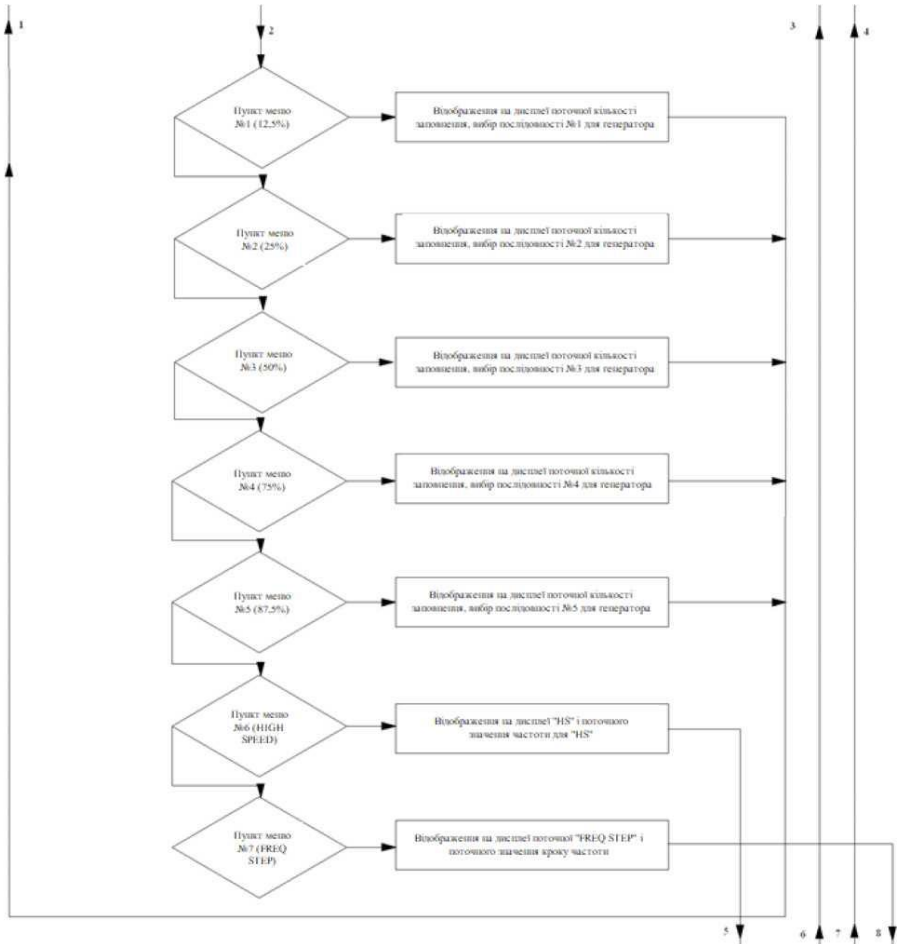 1
2
3
4
Пункт меню
№1 (12,5%)
Відображення на дисплеї поточної кількості
заповнення, вибір послідовності №1 для генератора
Пункт меню
№2 (25%)
Відображення на дисплеї поточної кількості
заповнення, вибір послідовності №2 для генератора
Пункт меню
№3 (50%)
Відображення на дисплеї поточної кількості
заповнення, вибір послідовності №3 для генератора
Пункт меню
№4 (75%)
Відображення на дисплеї поточної кількості
заповнення, вибір послідовності №4 для генератора
Пункт меню
№5 (87,5%)
Відображення на дисплеї поточної кількості
заповнення, вибір послідовності №5 для генератора
Пункт меню
№6 (HIGH
SPEED)
Відображення на дисплеї "HS" і поточного
значення частоти для "HS"
Пункт меню
№7 (FREQ
STEP)
Відображення на дисплеї поточної "FREQ STEP" і
поточного значення кроку частоти
5
6
7
8